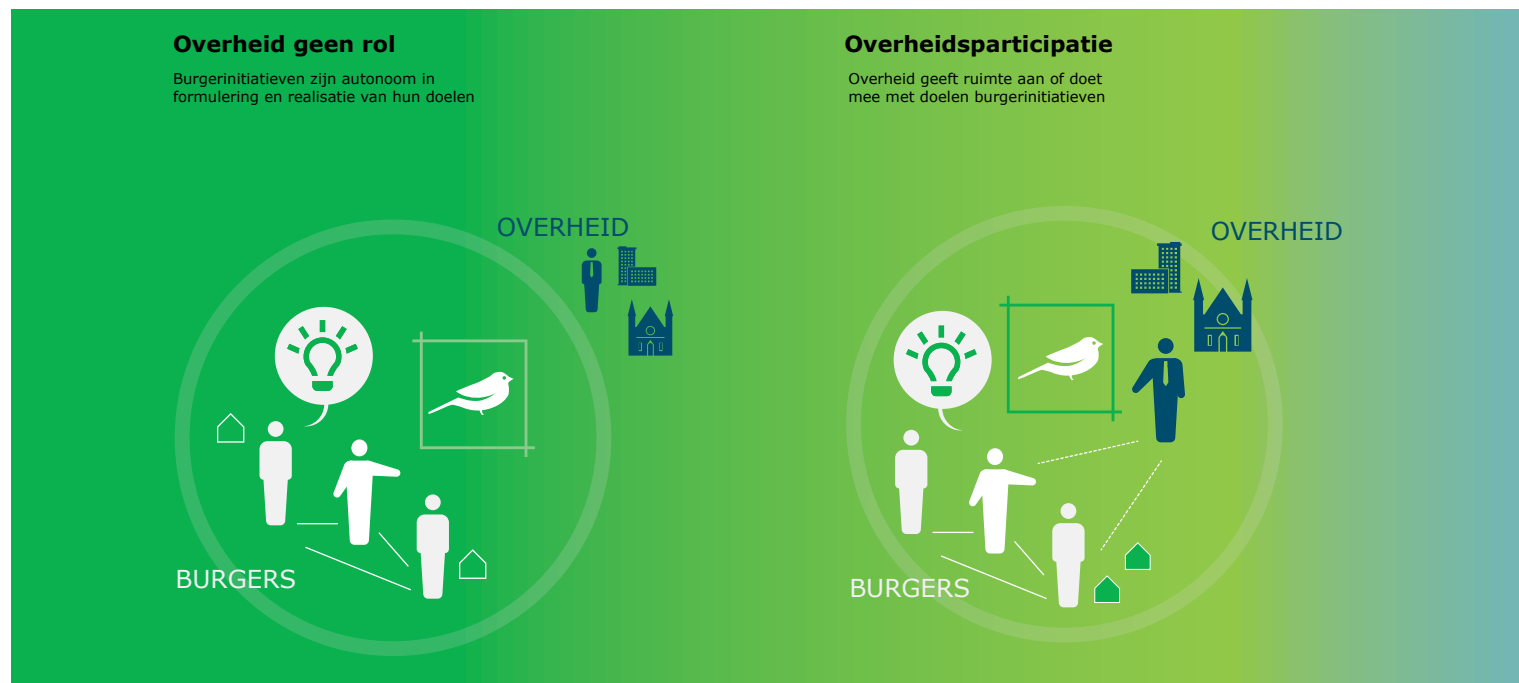 Overheid geen rol
Burgerinitiatieven zijn autonoom in
formulering en realisatie van hun doelen
OVERHEID
BURGERS
Overheidsparticipatie
Overheid geeft ruimte aan of doet
mee met doelen burgerinitiatieven
OVERHEID
BURGERS